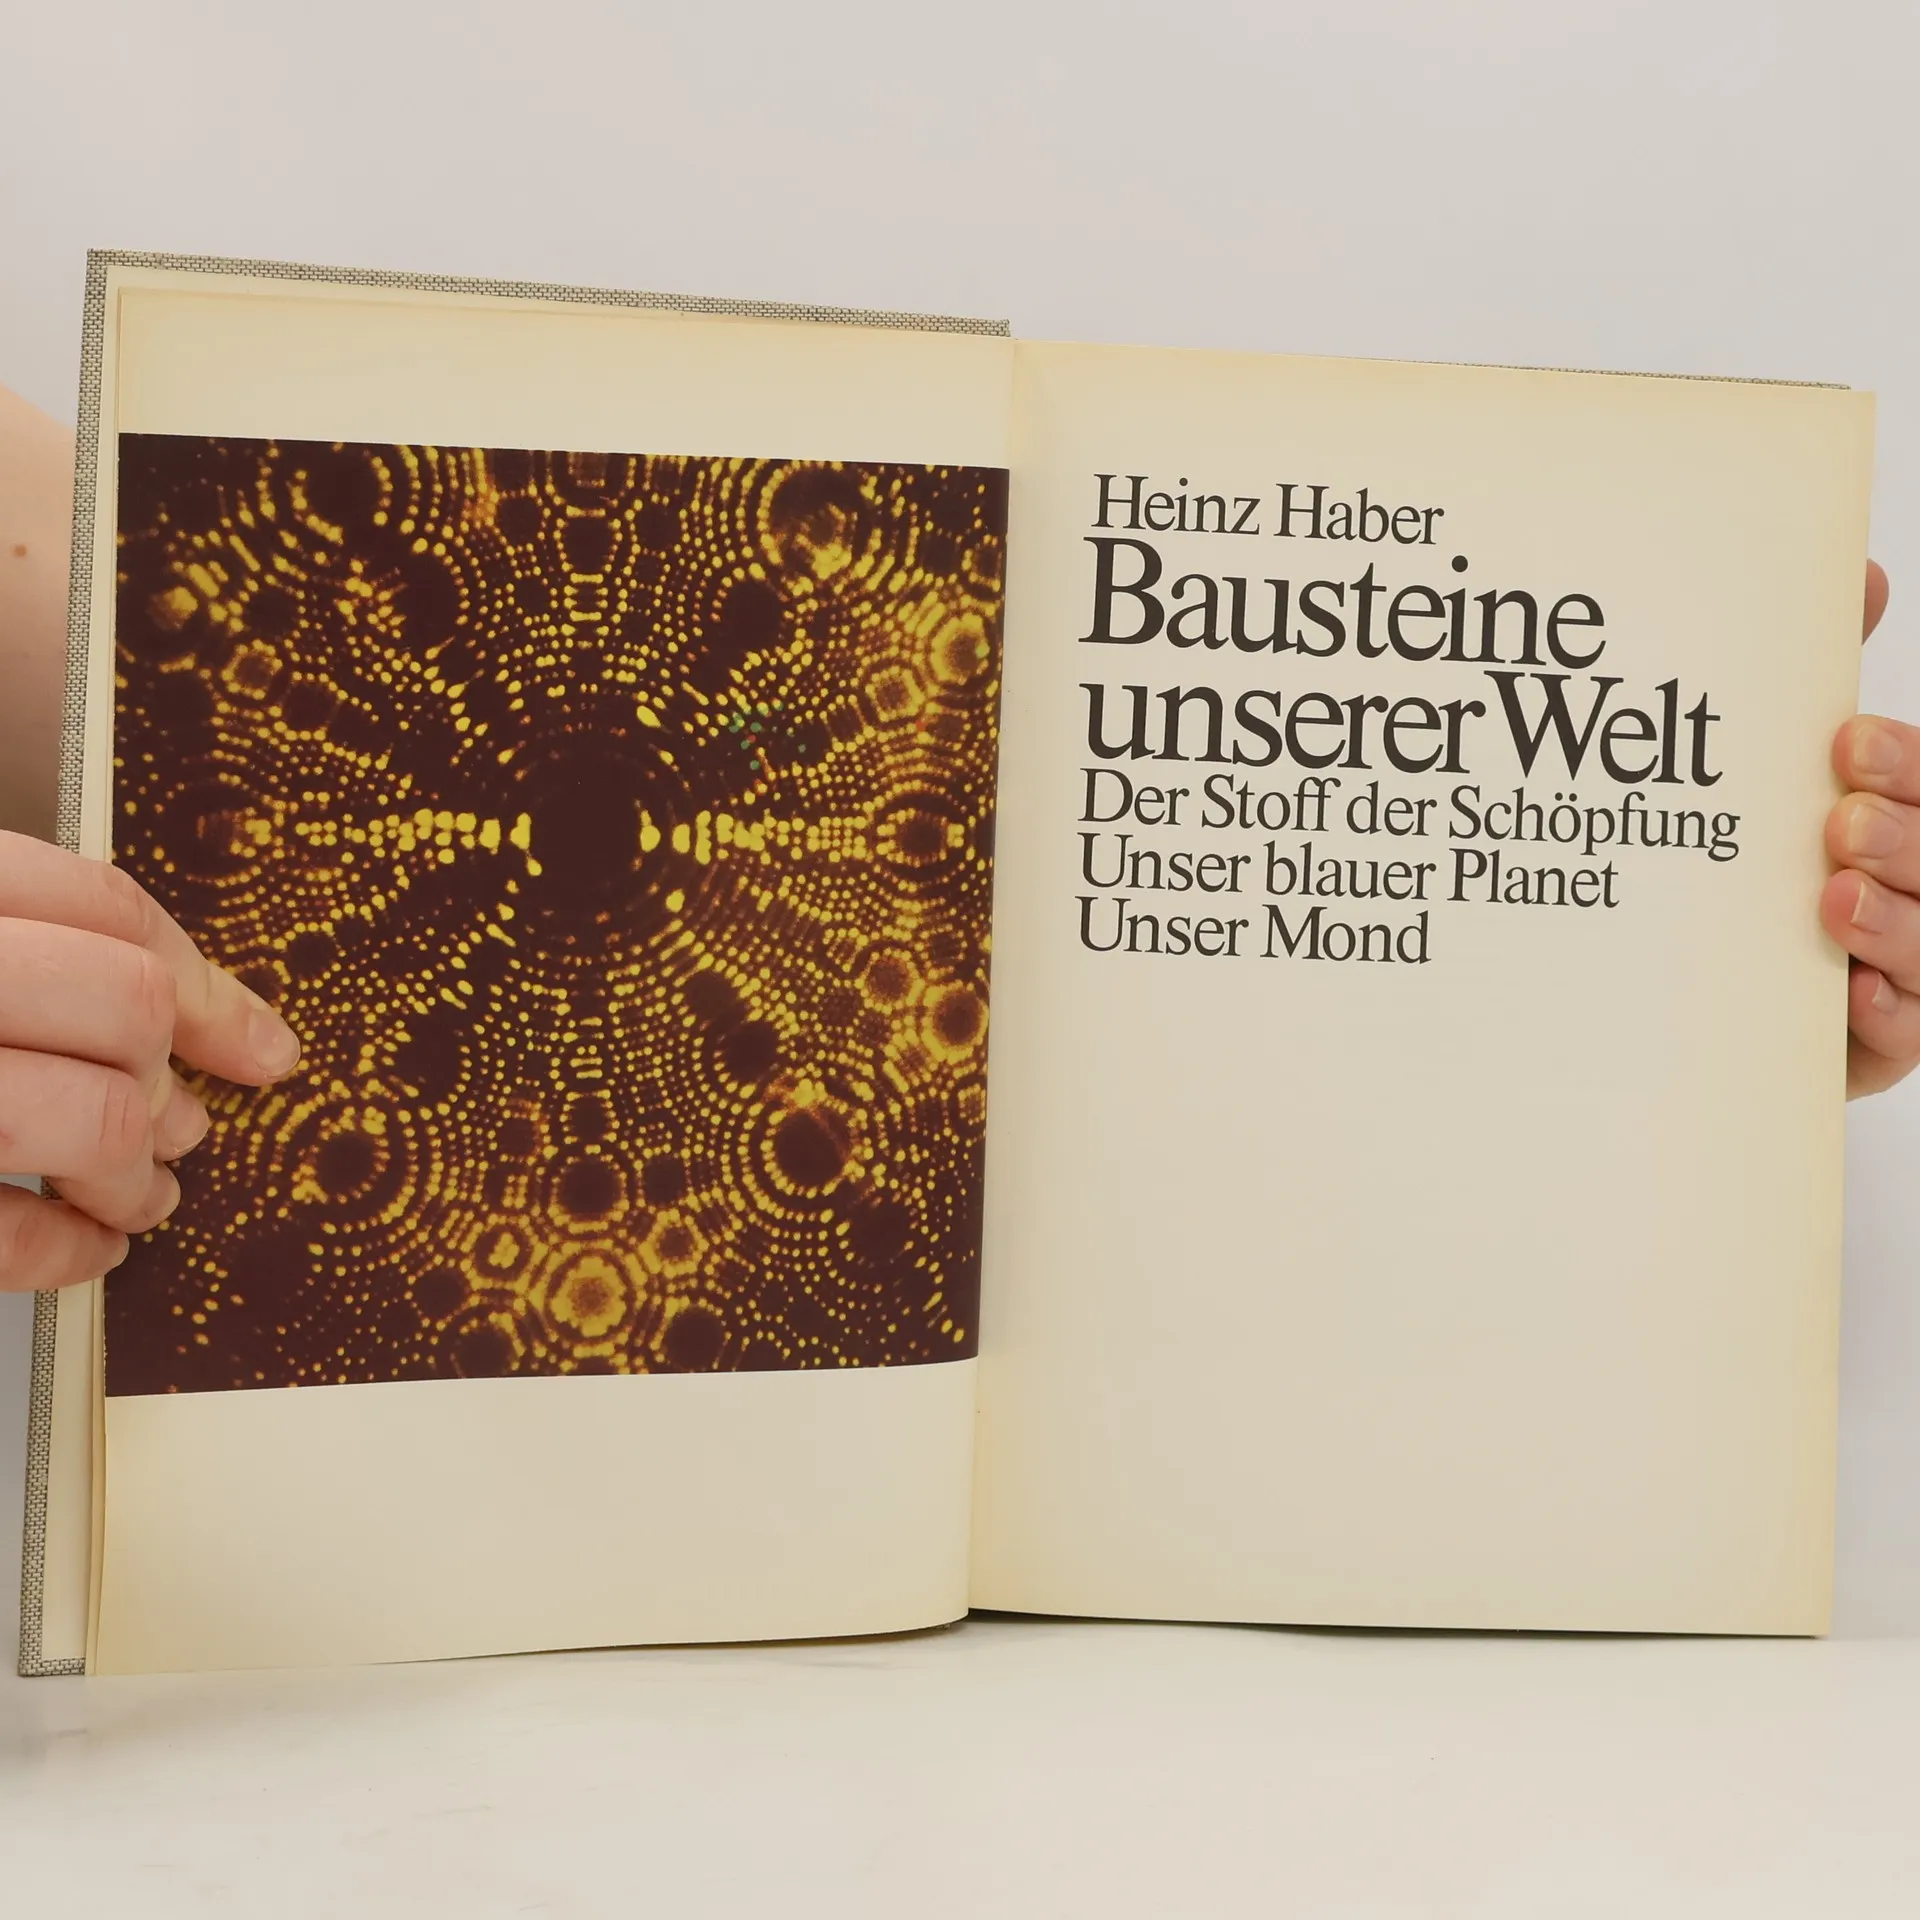 Heinz Haber
Bausteine
unserer Welt
Der Stoff der Schöpfung
Unser blauer Planet
Unser Mond